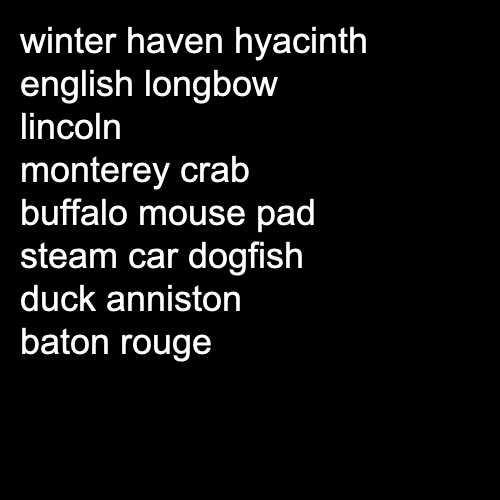 winter haven hyacinth
english longbow
lincoln
monterey crab
buffalo mouse pad
steam car dogfish
duck anniston
baton rouge